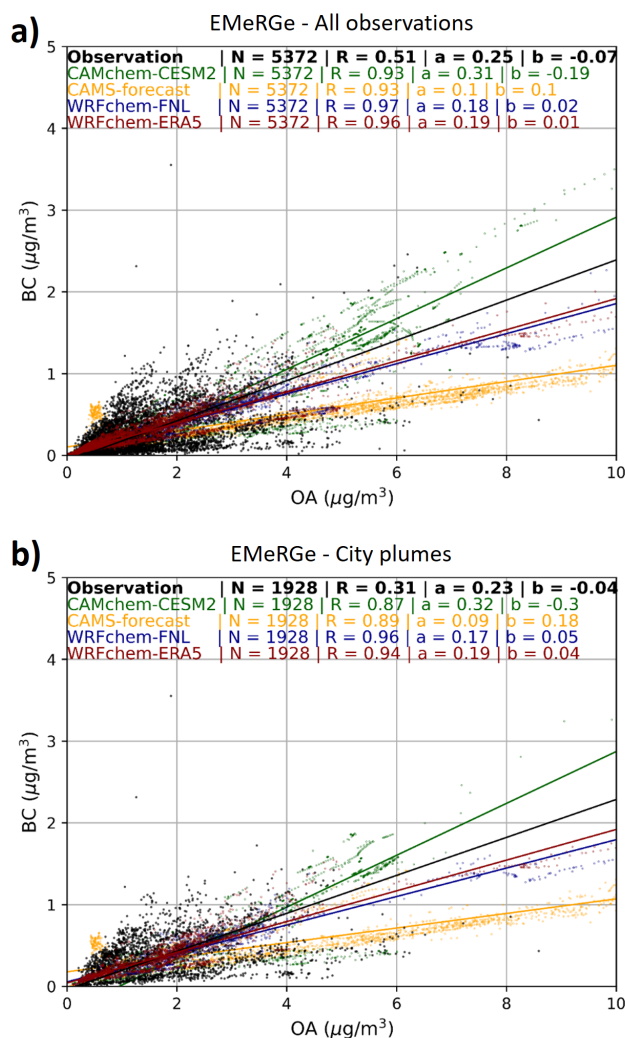 a)
EMeRGe - All observations
Observation | N = 5372 | R = 0.51 | a = 0.25 | b = -0.07
CAMchem-CESM2 | N = 5372 | R = 0.93 | a = 0.31 | b = -0.19
CAMS-forecast | N = 5372 | R = 0.93 | a = 0.1 | b = 0.1
WRFchem-FNL | N = 5372 | R = 0.97 | a = 0.18 | b = 0.02
WRFchem-ERA5 | N = 5372 | R = 0.96 | a = 0.19 | b = 0.01
5
4
3
2
1
0
BC (μg/m³)
0 2 4 6 8 10
OA (μg/m³)
b)
EMeRGe - City plumes
Observation | N = 1928 | R = 0.31 | a = 0.23 | b = -0.04
CAMchem-CESM2 | N = 1928 | R = 0.87 | a = 0.32 | b = -0.3
CAMS-forecast | N = 1928 | R = 0.89 | a = 0.09 | b = 0.18
WRFchem-FNL | N = 1928 | R = 0.96 | a = 0.17 | b = 0.05
WRFchem-ERA5 | N = 1928 | R = 0.94 | a = 0.19 | b = 0.04
5
4
3
2
1
0
BC (μg/m³)
0 2 4 6 8 10
OA (μg/m³)